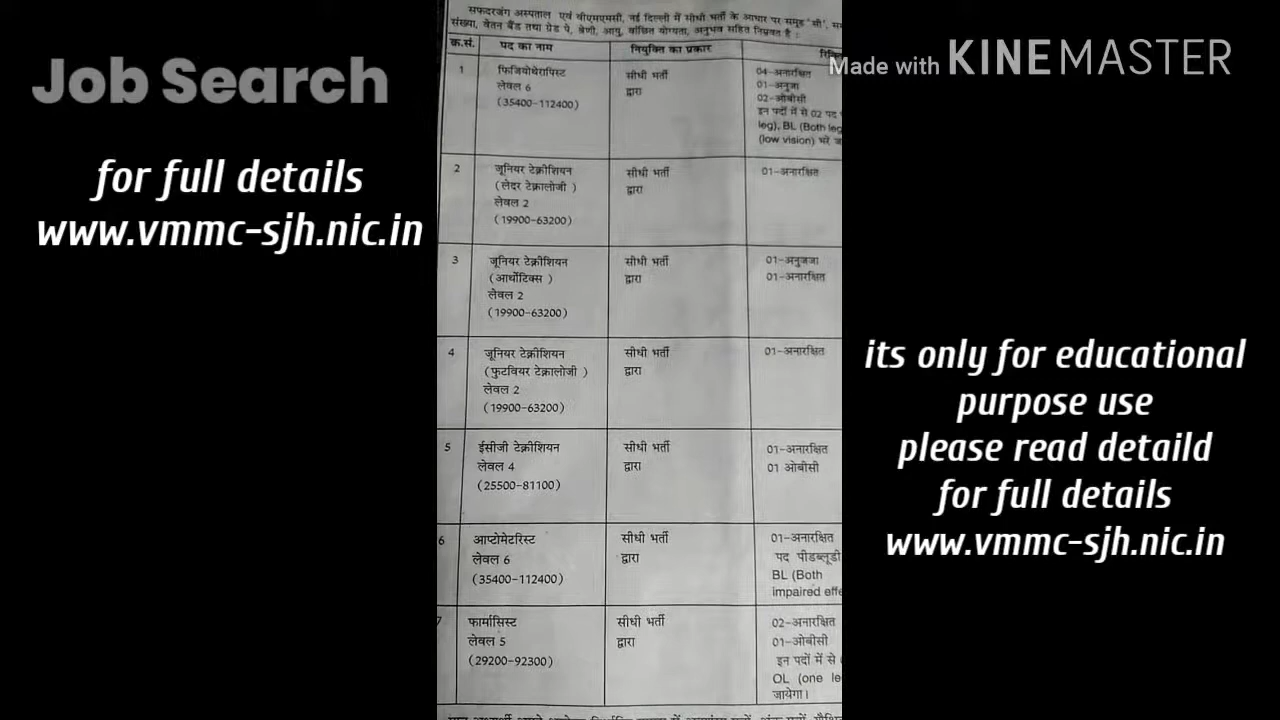 Job Search
for full details
www.vmmc-sjh.nic.in
Made with KINEMASTER
its only for educational
purpose use
please read detaild
for full details
www.vmmc-sjh.nic.in
सफदरजंग अस्पताल एवं वीएमएमसी, नई दिल्ली में सीधी भर्ती के आधार पर समूह 'सी',
संख्या, वेतन बैंड तथा ग्रेड पे, श्रेणी, आयु, वांछित योग्यता, अनुभव सहित निम्नवत है :
क्र.सं. पद का नाम नियुक्ति का प्रकार
1 फिजियोथेरापिस्ट सीधी भर्ती 04-अनारक्षित
लेवल 6 द्वारा 01-अनुजा
(35400-112400) 02-ओबीसी
इन पदों में से 02 पद
leg), BL (Both leg
(low vision) भरे
2 जूनियर टेक्नीशियन सीधी भर्ती 01-अनारक्षित
(लेदर टेक्नालोजी ) द्वारा
लेवल 2
(19900-63200)
3 जूनियर टेक्नीशियन सीधी भर्ती 01-अनुजजा
(आर्थोटिक्स ) द्वारा 01-अनारक्षित
लेवल 2
(19900-63200)
4 जूनियर टेक्नीशियन सीधी भर्ती 01-अनारक्षित
(फुटवियर टेक्नालोजी ) द्वारा
लेवल 2
(19900-63200)
5 ईसीजी टेक्नीशियन सीधी भर्ती 01-अनारक्षित
लेवल 4 द्वारा 01 ओबीसी
(25500-81100)
6 आप्टोमेटरिस्ट सीधी भर्ती 01-अनारक्षित
लेवल 6 द्वारा पद पीडब्लूडी
(35400-112400) BL (Both
impaired
7 फार्मासिस्ट सीधी भर्ती 02-अनारक्षित
लेवल 5 द्वारा 01-ओबीसी
(29200-92300) इन पदों में से
OL (one
जायेगा।